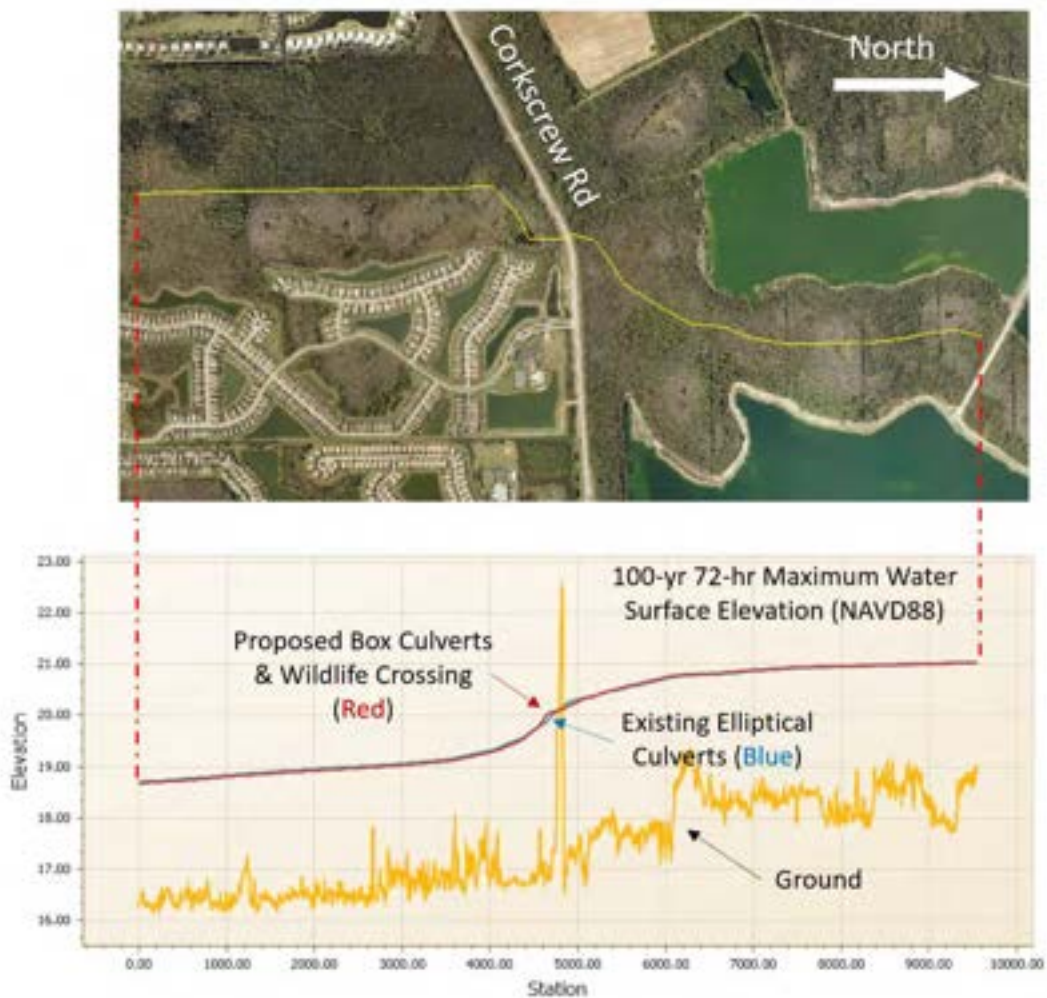 North
Corkscrew Rd
100-yr 72-hr Maximum Water
Surface Elevation (NAVD88)
Proposed Box Culverts
& Wildlife Crossing
(Red)
Existing Elliptical
Culverts (Blue)
Ground
Elevation
23.00
22.00
21.00
20.00
19.00
18.00
17.00
16.00
0.00 1000.00 2000.00 3000.00 4000.00 5000.00 6000.00 7000.00 8000.00 9000.00 10000.00
Station